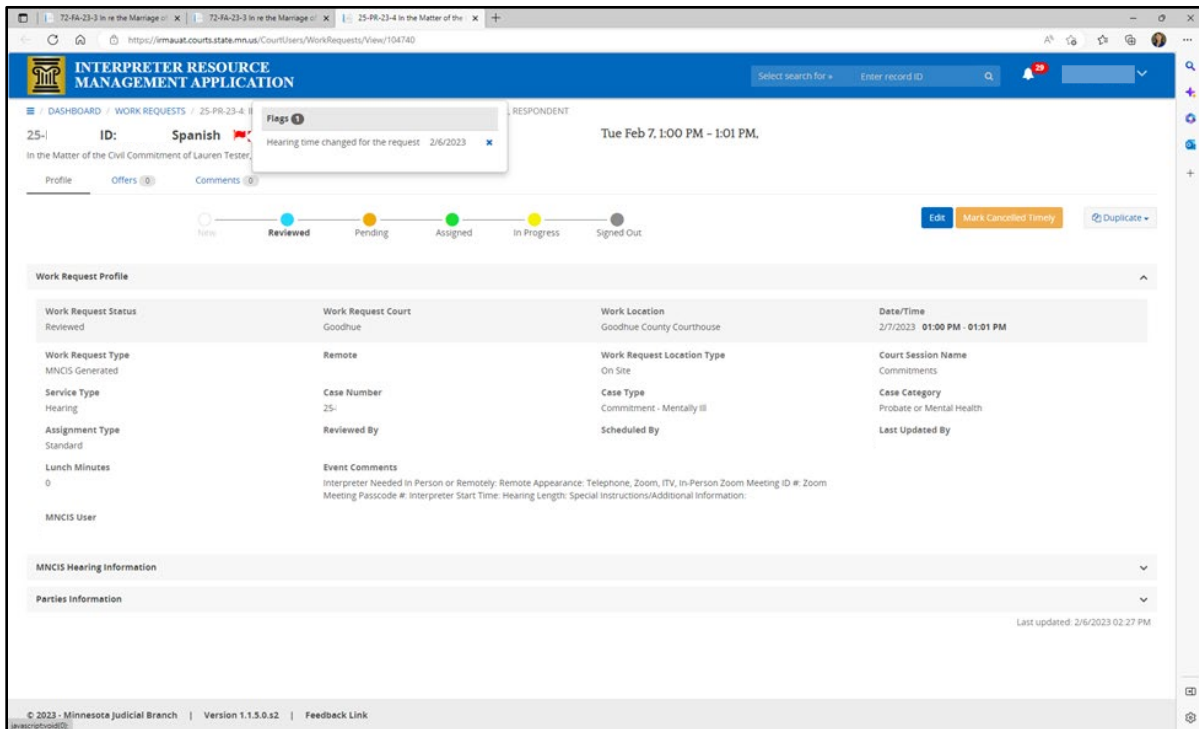 72-FA-23-3 In re the Marriage of
72-FA-23-3 In re the Marriage of
25-PR-23-4 In the Matter of the
https://irmauat.courts.state.mn.us/CourtUsers/WorkRequests/View/104740
INTERPRETER RESOURCE
MANAGEMENT APPLICATION
Select search for »
Enter record ID
29
/ DASHBOARD / WORK REQUESTS / 25-PR-23-4:
, RESPONDENT
Flags 1
Hearing time changed for the request 2/6/2023 x
25- ID: Spanish
Tue Feb 7, 1:00 PM - 1:01 PM,
In the Matter of the Civil Commitment of Lauren Tester,
Profile Offers 0 Comments 0
New Reviewed Pending Assigned In Progress Signed Out
Edit Mark Cancelled Timely Duplicate
Work Request Profile
Work Request Status Work Request Court Work Location Date/Time
Reviewed Goodhue Goodhue County Courthouse 2/7/2023 01:00 PM - 01:01 PM
Work Request Type Remote Work Request Location Type Court Session Name
MNCIS Generated On Site Commitments
Service Type Case Number Case Type Case Category
Hearing 25- Commitment - Mentally Ill Probate or Mental Health
Assignment Type Reviewed By Scheduled By Last Updated By
Standard
Lunch Minutes Event Comments
0 Interpreter Needed In Person or Remotely: Remote Appearance: Telephone, Zoom, ITV, In-Person Zoom Meeting ID #: Zoom
Meeting Passcode #: Interpreter Start Time: Hearing Length: Special Instructions/Additional Information:
MNCIS User
MNCIS Hearing Information
Parties Information
Last updated: 2/6/2023 02:27 PM
© 2023 - Minnesota Judicial Branch | Version 1.1.5.0.s2 | Feedback Link
javascript:void(0);